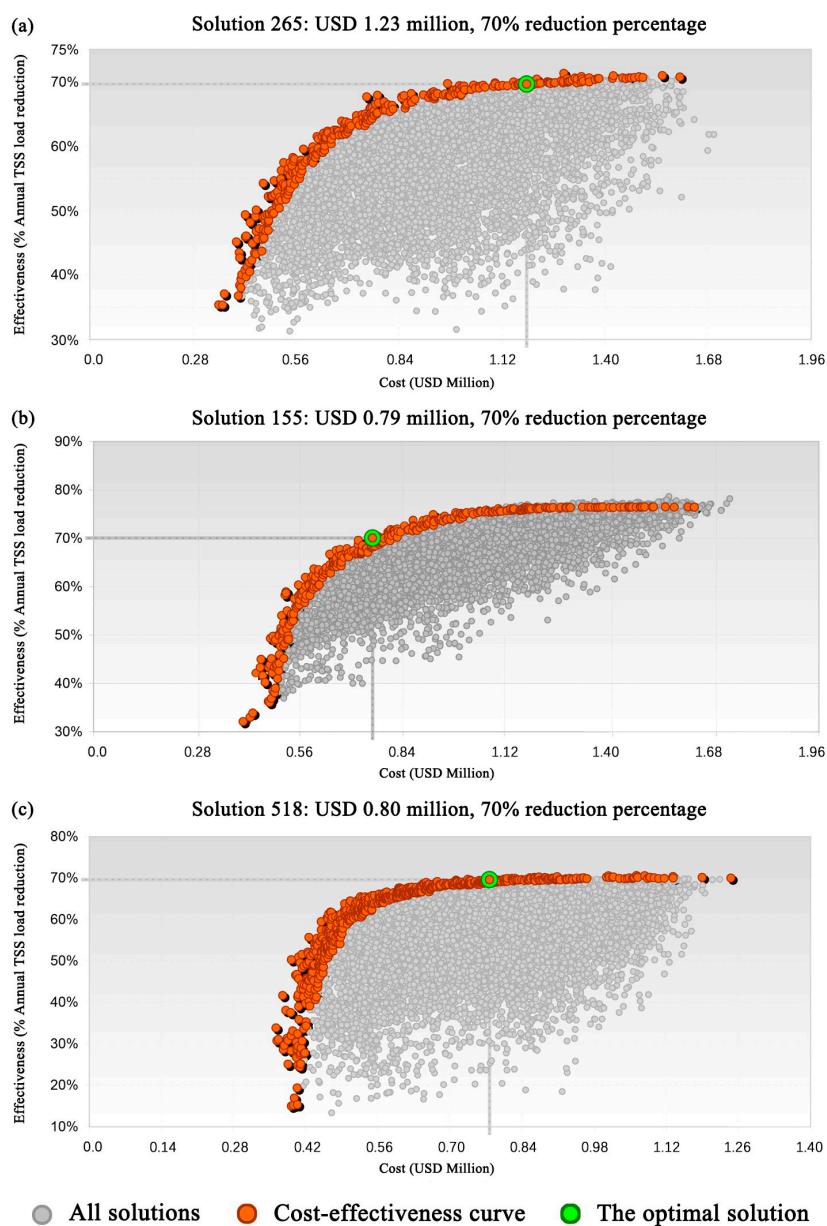 (a) Solution 265: USD 1.23 million, 70% reduction percentage
Effectiveness (% Annual TSS load reduction)
75%
70%
60%
50%
40%
30%
0.0 0.28 0.56 0.84 1.12 1.40 1.68 1.96
Cost (USD Million)
(b) Solution 155: USD 0.79 million, 70% reduction percentage
Effectiveness (% Annual TSS load reduction)
90%
80%
70%
60%
50%
40%
30%
0.0 0.28 0.56 0.84 1.12 1.40 1.68 1.96
Cost (USD Million)
(c) Solution 518: USD 0.80 million, 70% reduction percentage
Effectiveness (% Annual TSS load reduction)
80%
70%
60%
50%
40%
30%
20%
10%
0.0 0.14 0.28 0.42 0.56 0.70 0.84 0.98 1.12 1.26 1.40
Cost (USD Million)
All solutions Cost-effectiveness curve The optimal solution